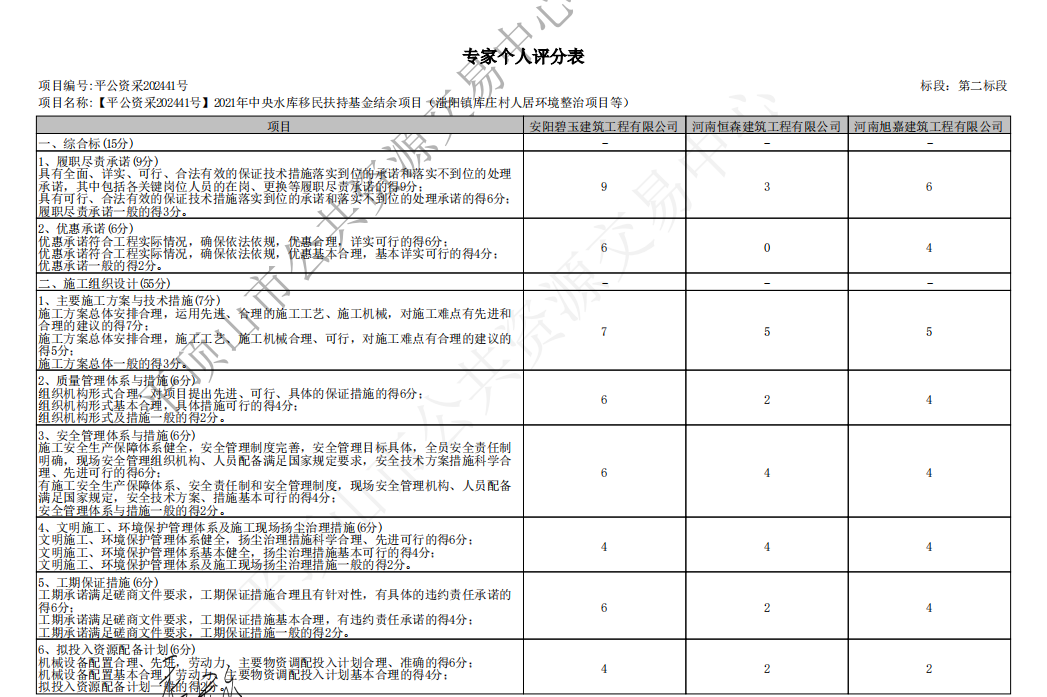 专家个人评分表
项目编号:平公资采202441号 标段: 第二标段
项目名称:【平公资采202441号】2021年中央水库移民扶持基金结余项目（滍阳镇库庄村人居环境整治项目等）
项目 安阳碧玉建筑工程有限公司 河南恒森建筑工程有限公司 河南旭嘉建筑工程有限公司
一、综合标(15分) - - -
1、履职尽责承诺(9分)
具有全面、详实、可行、合法有效的保证技术措施落实到位的承诺和落实不到位的处理
承诺，其中包括各关键岗位人员的在岗、更换等履职尽责承诺的得9分；
具有可行、合法有效的保证技术措施落实到位的承诺和落实不到位的处理承诺的得6分；
履职尽责承诺一般的得3分。
9 3 6
2、优惠承诺(6分)
优惠承诺符合工程实际情况，确保依法依规，优惠合理，详实可行的得6分；
优惠承诺符合工程实际情况，确保依法依规，优惠基本合理，基本详实可行的得4分；
优惠承诺一般的得2分。
6 0 4
二、施工组织设计(55分) - - -
1、主要施工方案与技术措施(7分)
施工方案总体安排合理，运用先进、合理的施工工艺、施工机械，对施工难点有先进和
合理的建议的得7分；
施工方案总体安排合理，施工工艺、施工机械合理、可行，对施工难点有合理的建议的
得5分；
施工方案总体一般的得3分。
7 5 5
2、质量管理体系与措施(6分)
组织机构形式合理、对项目提出先进、可行、具体的保证措施的得6分；
组织机构形式基本合理，具体措施可行的得4分；
组织机构形式及措施一般的得2分。
6 2 4
3、安全管理体系与措施(6分)
施工安全生产保障体系健全，安全管理制度完善，安全管理目标具体，全员安全责任制
明确，现场安全管理组织机构、人员配备满足国家规定要求，安全技术方案措施科学合
理、先进可行的得6分；
有施工安全生产保障体系、安全责任制和安全管理制度，现场安全管理机构、人员配备
满足国家规定，安全技术方案、措施基本可行的得4分；
安全管理体系与措施一般的得2分。
6 4 4
4、文明施工、环境保护管理体系及施工现场扬尘治理措施(6分)
文明施工、环境保护管理体系健全，扬尘治理措施科学合理、先进可行的得6分；
文明施工、环境保护管理体系基本健全，扬尘治理措施基本可行的得4分；
文明施工、环境保护管理体系及施工现场扬尘治理措施一般的得2分。
4 4 4
5、工期保证措施(6分)
工期承诺满足磋商文件要求，工期保证措施合理且有针对性，有具体的违约责任承诺的
得6分；
工期承诺满足磋商文件要求，工期保证措施基本合理，有违约责任承诺的得4分；
工期承诺满足磋商文件要求，工期保证措施一般的得2分。
6 2 4
6、拟投入资源配备计划(6分)
机械设备配置合理、先进，劳动力、主要物资调配投入计划合理、准确的得6分；
机械设备配置基本合理，劳动力、主要物资调配投入计划基本合理的得4分；
拟投入资源配备计划一般的得2分。
4 2 2
平顶山市公共资源交易中心
平顶山市公共资源交易中心